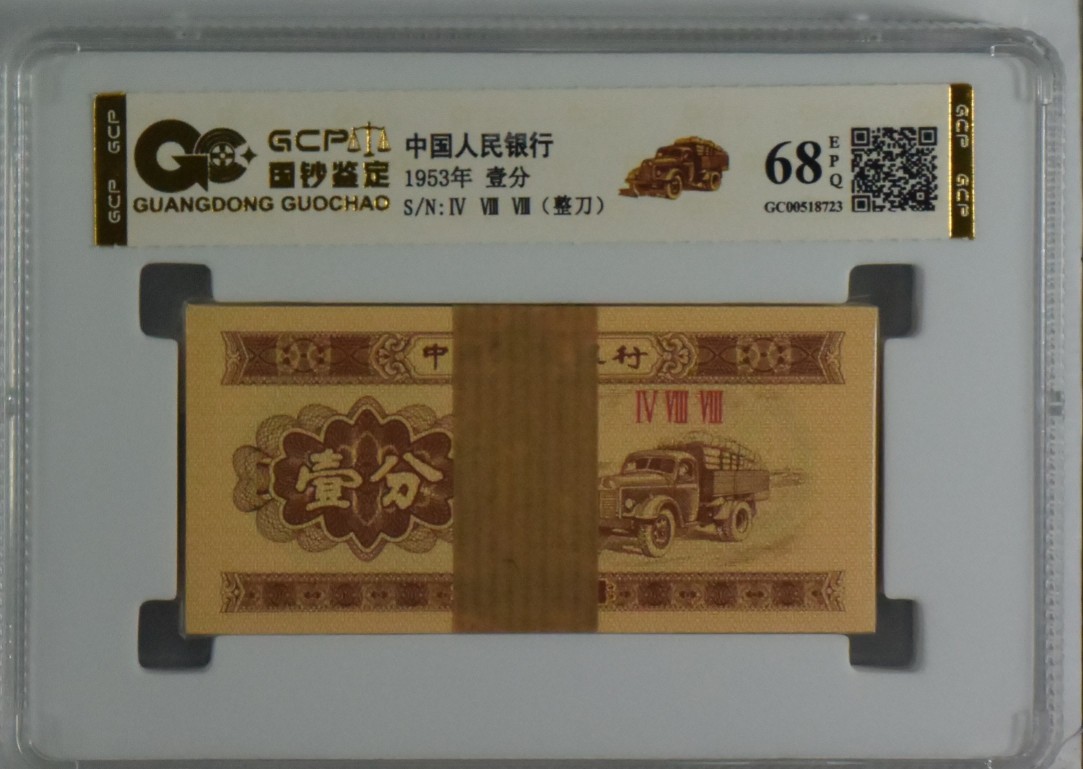 GCP
GCP
GC
GCP
国钞鉴定
GUANGDONG GUOCHAO
中国人民银行
1953年 壹分
S/N:Ⅳ Ⅷ Ⅷ (整刀)
68
EPQ
GC00518723
GCP
GCP
中 行
Ⅳ Ⅷ Ⅷ
壹分